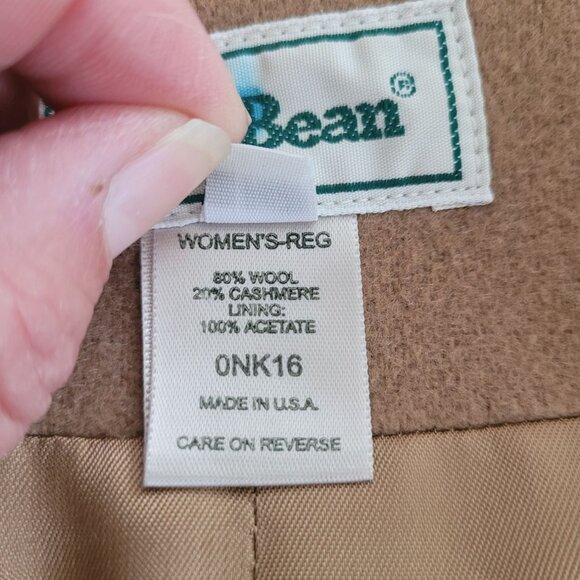 Bean ®
WOMEN'S-REG
80% WOOL
20% CASHMERE
LINING:
100% ACETATE
0NK16
MADE IN U.S.A.
CARE ON REVERSE